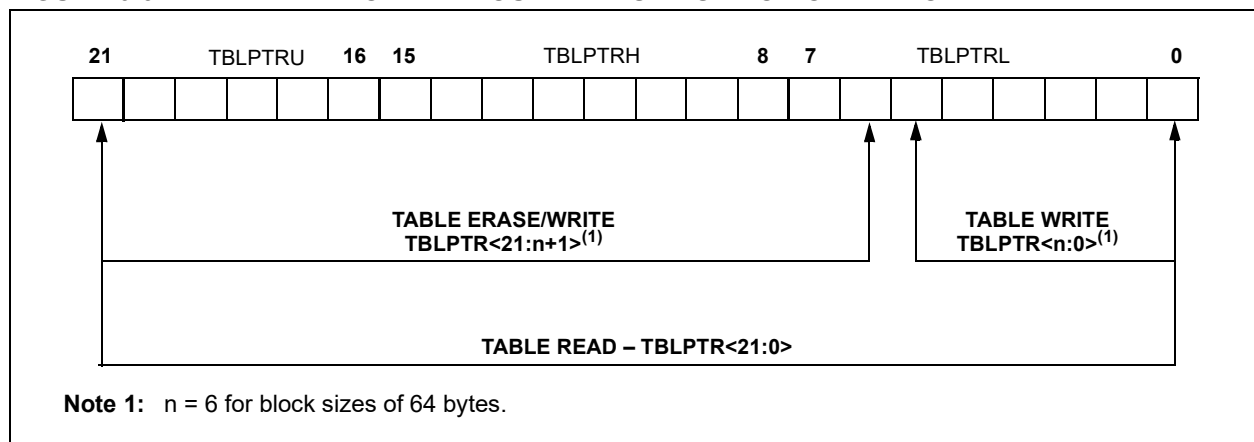 21 TBLPTRU 16 15 TBLPTRH 8 7 TBLPTRL 0
TABLE ERASE/WRITE
TBLPTR<21:n+1>(1)
TABLE WRITE
TBLPTR<n:0>(1)
TABLE READ – TBLPTR<21:0>
Note 1: n = 6 for block sizes of 64 bytes.